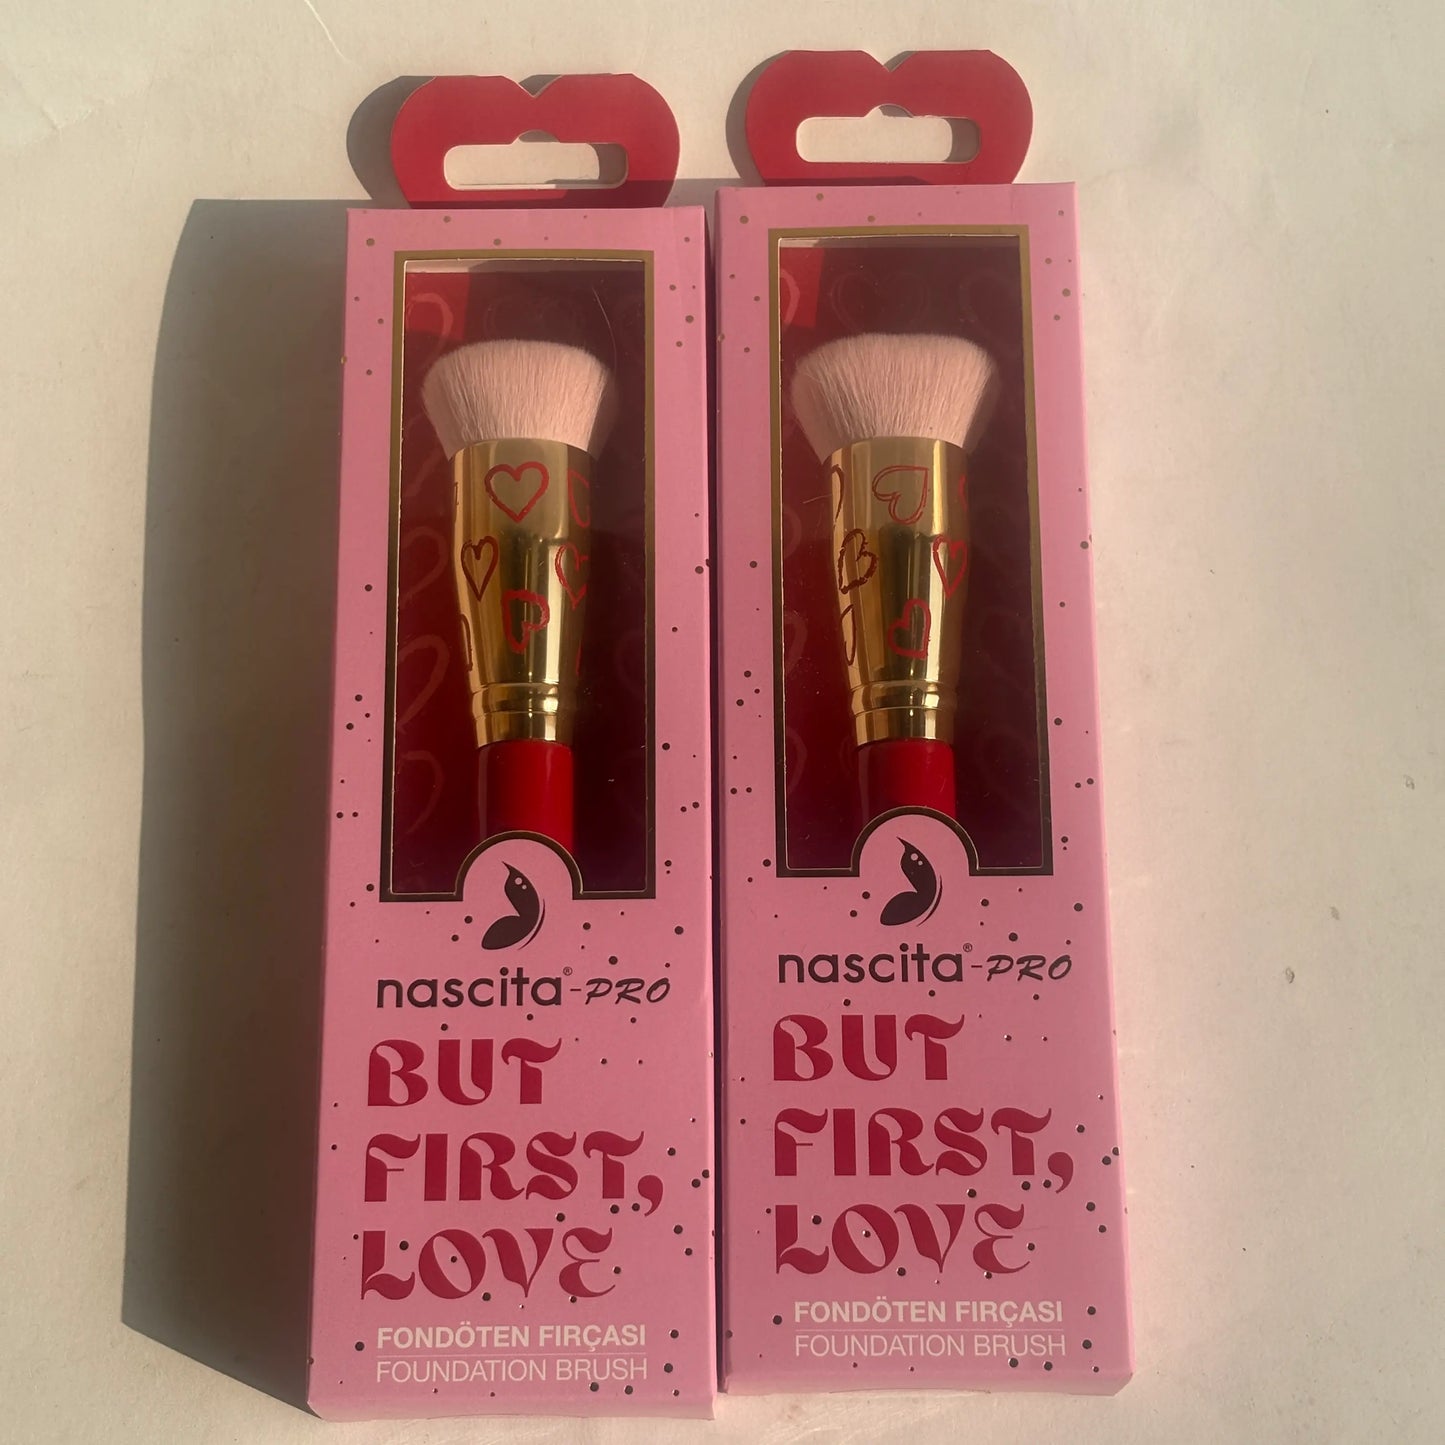 nascita®-PRO
BUT
FIRST,
LOVE
FONDÖTEN FIRÇASI
FOUNDATION BRUSH
nascita®-PRO
BUT
FIRST,
LOVE
FONDÖTEN FIRÇASI
FOUNDATION BRUSH